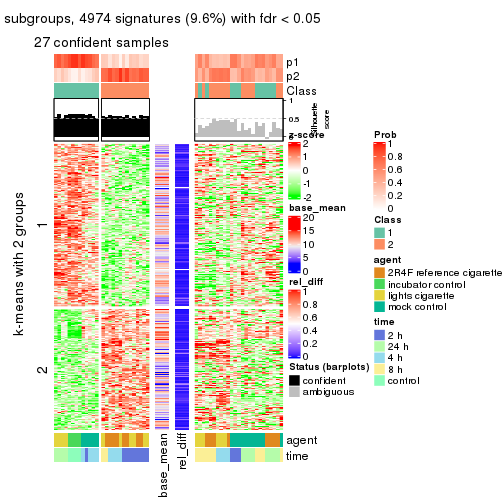 subgroups, 4974 signatures (9.6%) with fdr < 0.05
27 confident samples
p1
p2
Class
1
0.5
0
Silhouette
score
k-means with 2 groups
1
2
z-score
2
1
0
-1
-2
base_mean
20
15
10
5
0
rel_diff
1
0.8
0.6
0.4
0.2
0
Status (barplots)
confident
ambiguous
Prob
1
0.8
0.6
0.4
0.2
0
Class
1
2
agent
2R4F reference cigarette
incubator control
lights cigarette
mock control
time
2 h
24 h
4 h
8 h
control
agent
time
base_mean
rel_diff